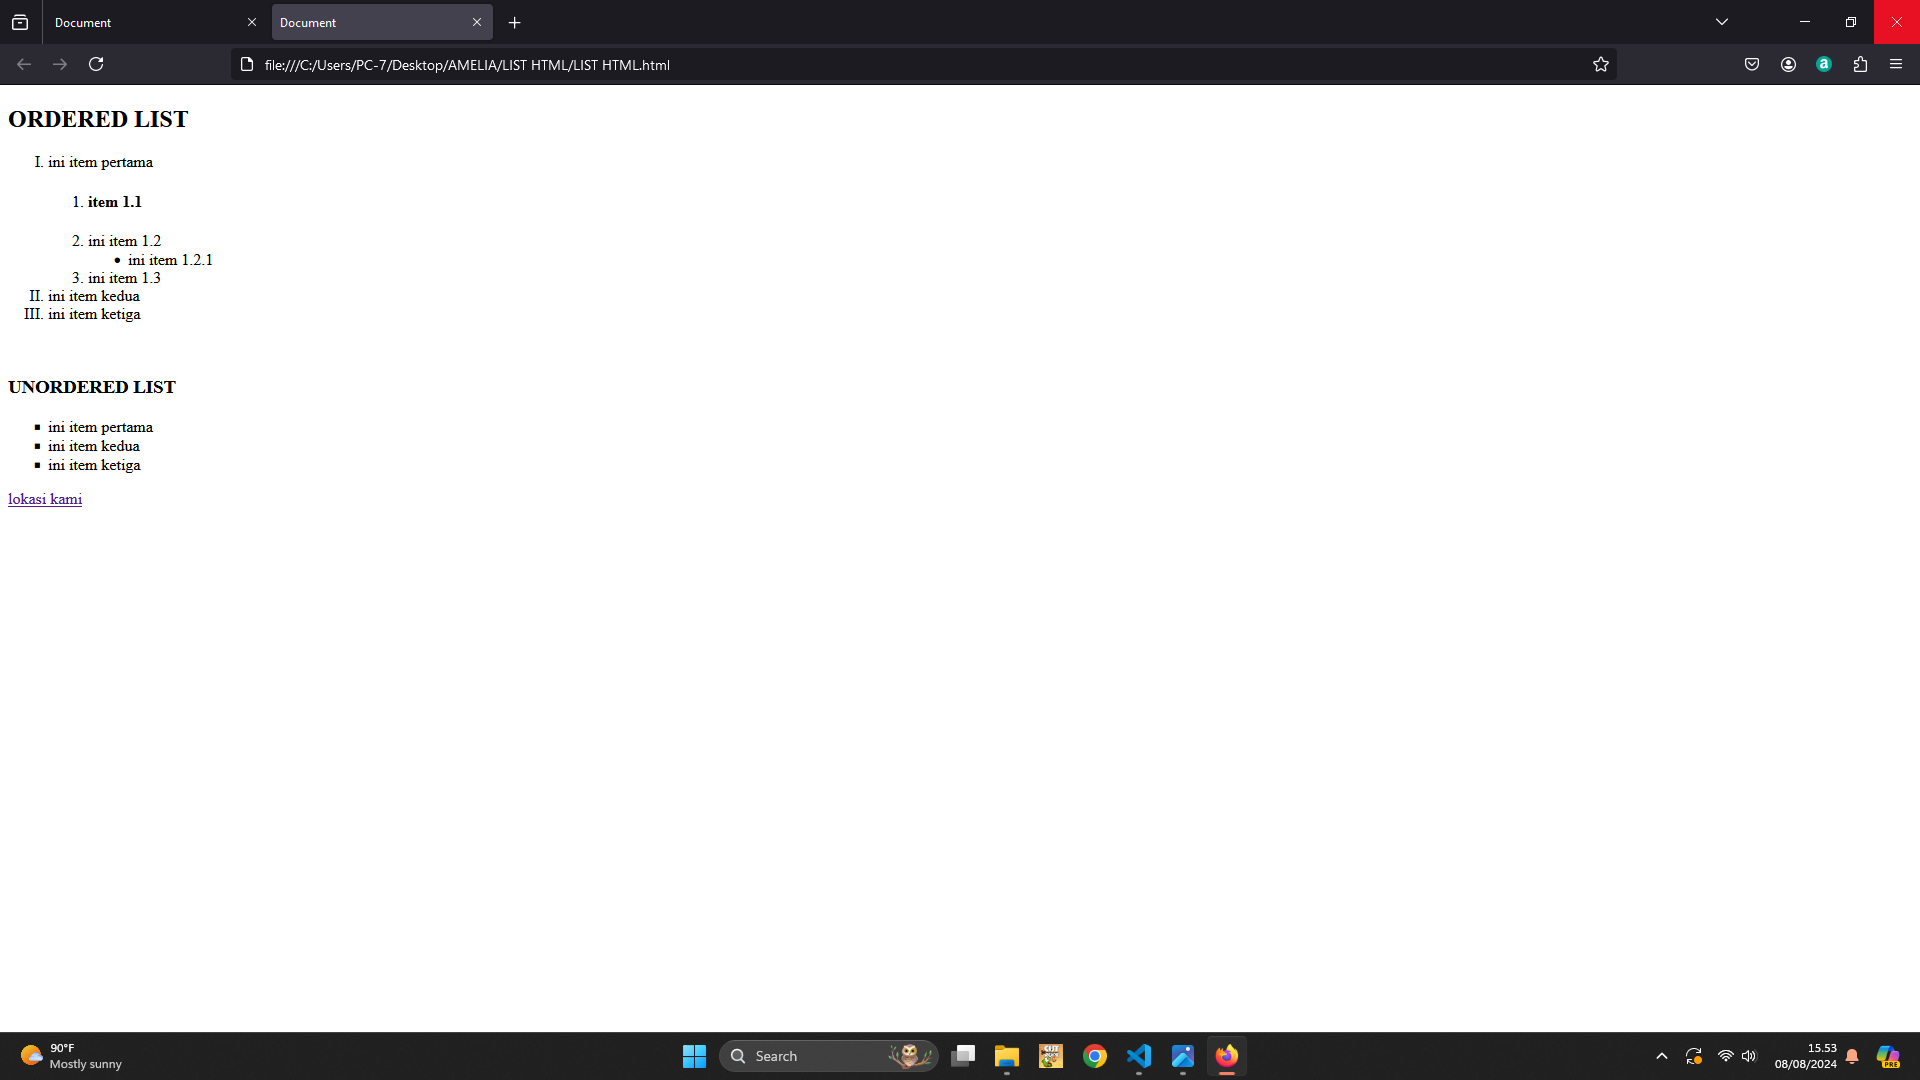 Document
Document
file:///C:/Users/PC-7/Desktop/AMELIA/LIST HTML/LIST HTML.html
ORDERED LIST
I. ini item pertama
1. item 1.1
2. ini item 1.2
• ini item 1.2.1
3. ini item 1.3
II. ini item kedua
III. ini item ketiga
UNORDERED LIST
▪ ini item pertama
▪ ini item kedua
▪ ini item ketiga
lokasi kami
90°F
Mostly sunny
Search
15.53
08/08/2024
PRE